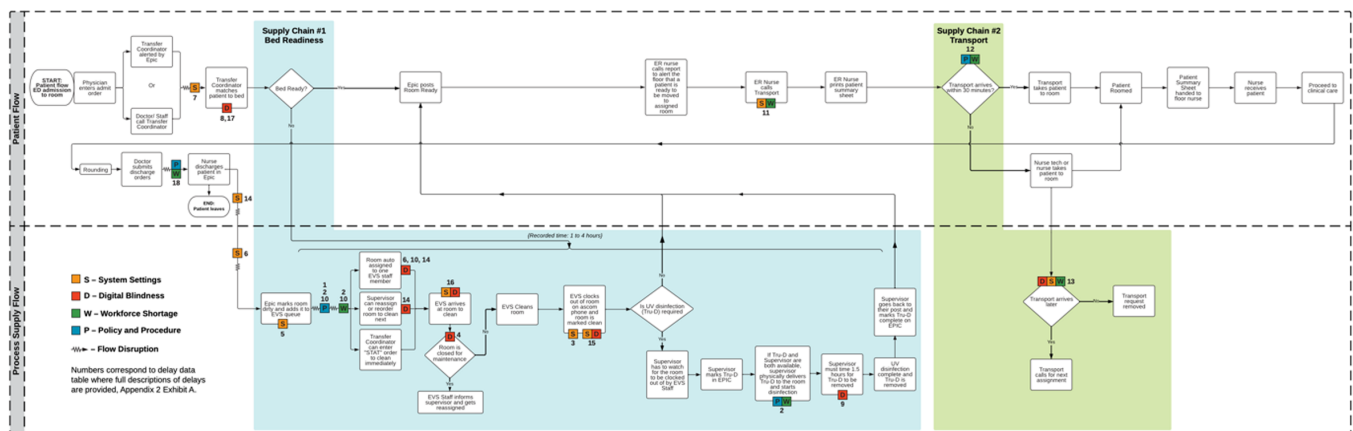 Patient Flow
START:
Patient flow
ED admission
to room
Physician
enters admit
order
Transfer
Coordinator
alerted by
Epic
Or
Doctor/ Staff
call Transfer
Coordinator
S
7
Transfer
Coordinator
matches
patient to bed
D
8,17
Supply Chain #1
Bed Readiness
Bed Ready?
Yes
No
Epic posts
Room Ready
ER nurse
calls report
to alert the
floor that a
patient is
ready to
be moved
to
assigned
room
ER Nurse
calls
Transport
S W
11
ER Nurse
prints patient
summary
sheet
Supply Chain #2
Transport
12
P W
Transport arrives
within 30 minutes?
Yes
No
Transport
takes patient
to room
Patient
Roomed
Patient
Summary
Sheet
handed to
floor nurse
Nurse
receives
patient
Proceed to
clinical care
Rounding
Doctor
submits
discharge
orders
P
W
18
Nurse
discharges
patient in
Epic
END:
Patient leaves
S 14
Nurse tech or
nurse takes
patient to
room
Process Supply Flow
S 6
(Recorded time: 1 to 4 hours)
S – System Settings
D – Digital Blindness
W – Workforce Shortage
P – Policy and Procedure
– Flow Disruption
Numbers correspond to delay data
table where full descriptions of delays
are provided, Appendix 2 Exhibit A.
Epic marks room
dirty and adds it to
EVS queue
S
5
1
2
10
P
2
10
W
Room auto
assigned
to one
EVS staff
member
6, 10, 14
D
Supervisor
can reassign
or reorder
room to clean
next
14
D
Transfer
Coordinator
can enter
"STAT" order
to clean
immediately
16
S D
EVS arrives
at room to
clean
D 4
Room is
closed for
maintenance
No
Yes
EVS Staff informs
supervisor and gets
reassigned
EVS Cleans
room
EVS clocks
out of room
on ascom
phone and
room is
marked clean
S
3
S D
15
Is UV disinfection
(Tru-D) required
No
Yes
Supervisor
has to watch
for the room
to be clocked
out of by EVS
Staff
Supervisor
marks Tru-D
in EPIC
If Tru-D and
Supervisor are
both available,
supervisor
physically delivers
Tru-D to the room
and starts
disinfection
P W
2
Supervisor
must time 1.5
hours for
Tru-D to be
removed
D
9
UV
disinfection
complete and
Tru-D is
removed
Supervisor
goes back to
their post and
marks Tru-D
complete on
EPIC
D S W 13
Transport arrives
later
No
Yes
Transport
request
removed
Transport
calls for next
assignment